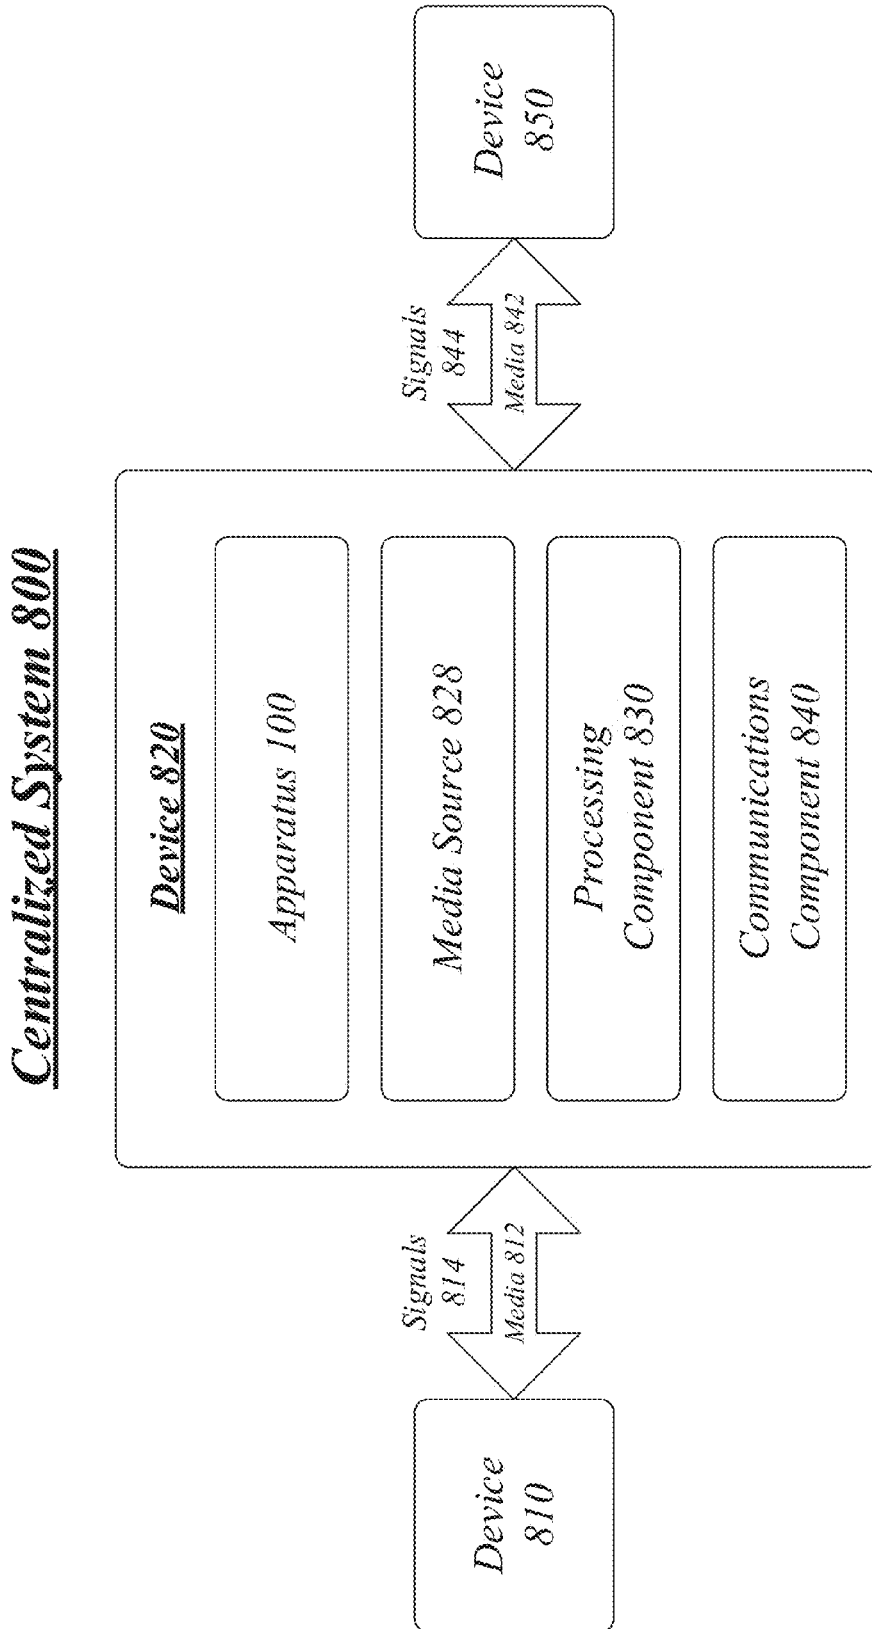 Centralized System 800
Device 820
Apparatus 100
Media Source 828
Processing
Component 830
Communications
Component 840
Device
810
Signals
814
Media 812
Signals
844
Media 842
Device
850